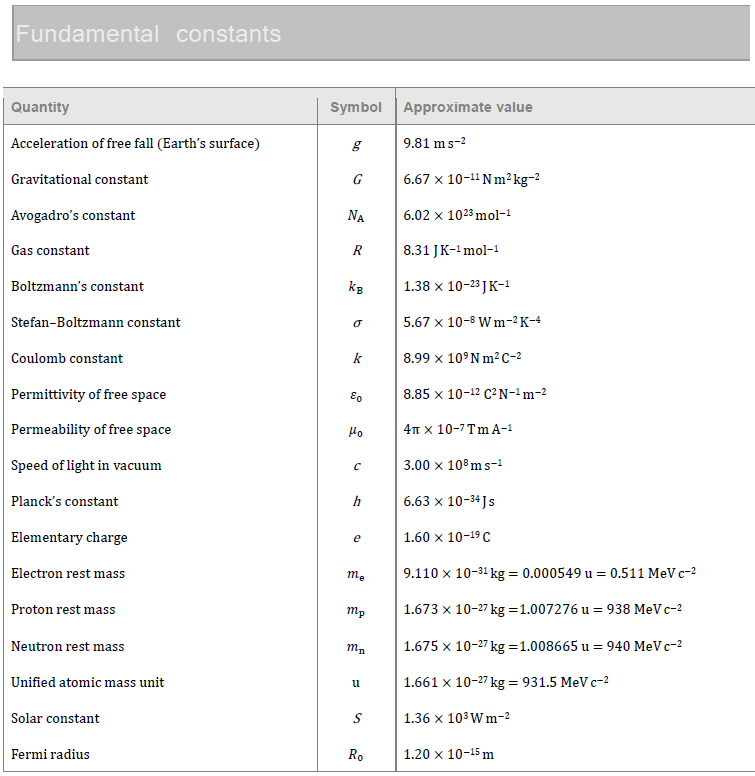 Fundamental constants
Quantity Symbol Approximate value
Acceleration of free fall (Earth's surface) g 9.81 m s⁻²
Gravitational constant G 6.67 × 10⁻¹¹ N m² kg⁻²
Avogadro's constant N_A 6.02 × 10²³ mol⁻¹
Gas constant R 8.31 J K⁻¹ mol⁻¹
Boltzmann's constant k_B 1.38 × 10⁻²³ J K⁻¹
Stefan–Boltzmann constant σ 5.67 × 10⁻⁸ W m⁻² K⁻⁴
Coulomb constant k 8.99 × 10⁹ N m² C⁻²
Permittivity of free space ε₀ 8.85 × 10⁻¹² C² N⁻¹ m⁻²
Permeability of free space μ₀ 4π × 10⁻⁷ T m A⁻¹
Speed of light in vacuum c 3.00 × 10⁸ m s⁻¹
Planck's constant h 6.63 × 10⁻³⁴ J s
Elementary charge e 1.60 × 10⁻¹⁹ C
Electron rest mass mₑ 9.110 × 10⁻³¹ kg = 0.000549 u = 0.511 MeV c⁻²
Proton rest mass mₚ 1.673 × 10⁻²⁷ kg =1.007276 u = 938 MeV c⁻²
Neutron rest mass mₙ 1.675 × 10⁻²⁷ kg =1.008665 u = 940 MeV c⁻²
Unified atomic mass unit u 1.661 × 10⁻²⁷ kg = 931.5 MeV c⁻²
Solar constant S 1.36 × 10³ W m⁻²
Fermi radius R₀ 1.20 × 10⁻¹⁵ m